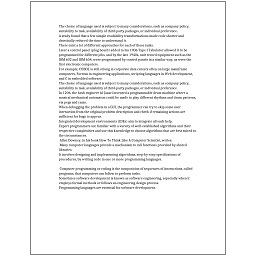 The choice of language used is subject to many considerations, such as company policy,
suitability to task, availability of third-party packages, or individual preference.
A study found that a few simple readability transformations made code shorter and
drastically reduced the time to understand it.
There exist a lot of different approaches for each of those tasks.
Later a control panel (plug board) added to his 1906 Type I Tabulator allowed it to be
programmed for different jobs, and by the late 1940s, unit record equipment such as the
IBM 602 and IBM 604, were programmed by control panels in a similar way, as were the
first electronic computers.
For example, COBOL is still strong in corporate data centers often on large mainframe
computers, Fortran in engineering applications, scripting languages in Web development,
and C in embedded software.
The choice of language used is subject to many considerations, such as company policy,
suitability to task, availability of third-party packages, or individual preference.
In 1206, the Arab engineer Al-Jazari invented a programmable drum machine where a
musical mechanical automaton could be made to play different rhythms and drum patterns,
via pegs and cams.
When debugging the problem in a GUI, the programmer can try to skip some user
interaction from the original problem description and check if remaining actions are
sufficient for bugs to appear.
Integrated development environments (IDEs) aim to integrate all such help.
Expert programmers are familiar with a variety of well-established algorithms and their
respective complexities and use this knowledge to choose algorithms that are best suited to
the circumstances.
Allen Downey, in his book How To Think Like A Computer Scientist, writes:
Many computer languages provide a mechanism to call functions provided by shared
libraries.
It involves designing and implementing algorithms, step-by-step specifications of
procedures, by writing code in one or more programming languages.
Computer programming or coding is the composition of sequences of instructions, called
programs, that computers can follow to perform tasks.
Sometimes software development is known as software engineering, especially when it
employs formal methods or follows an engineering design process.
Programming languages are essential for software development.